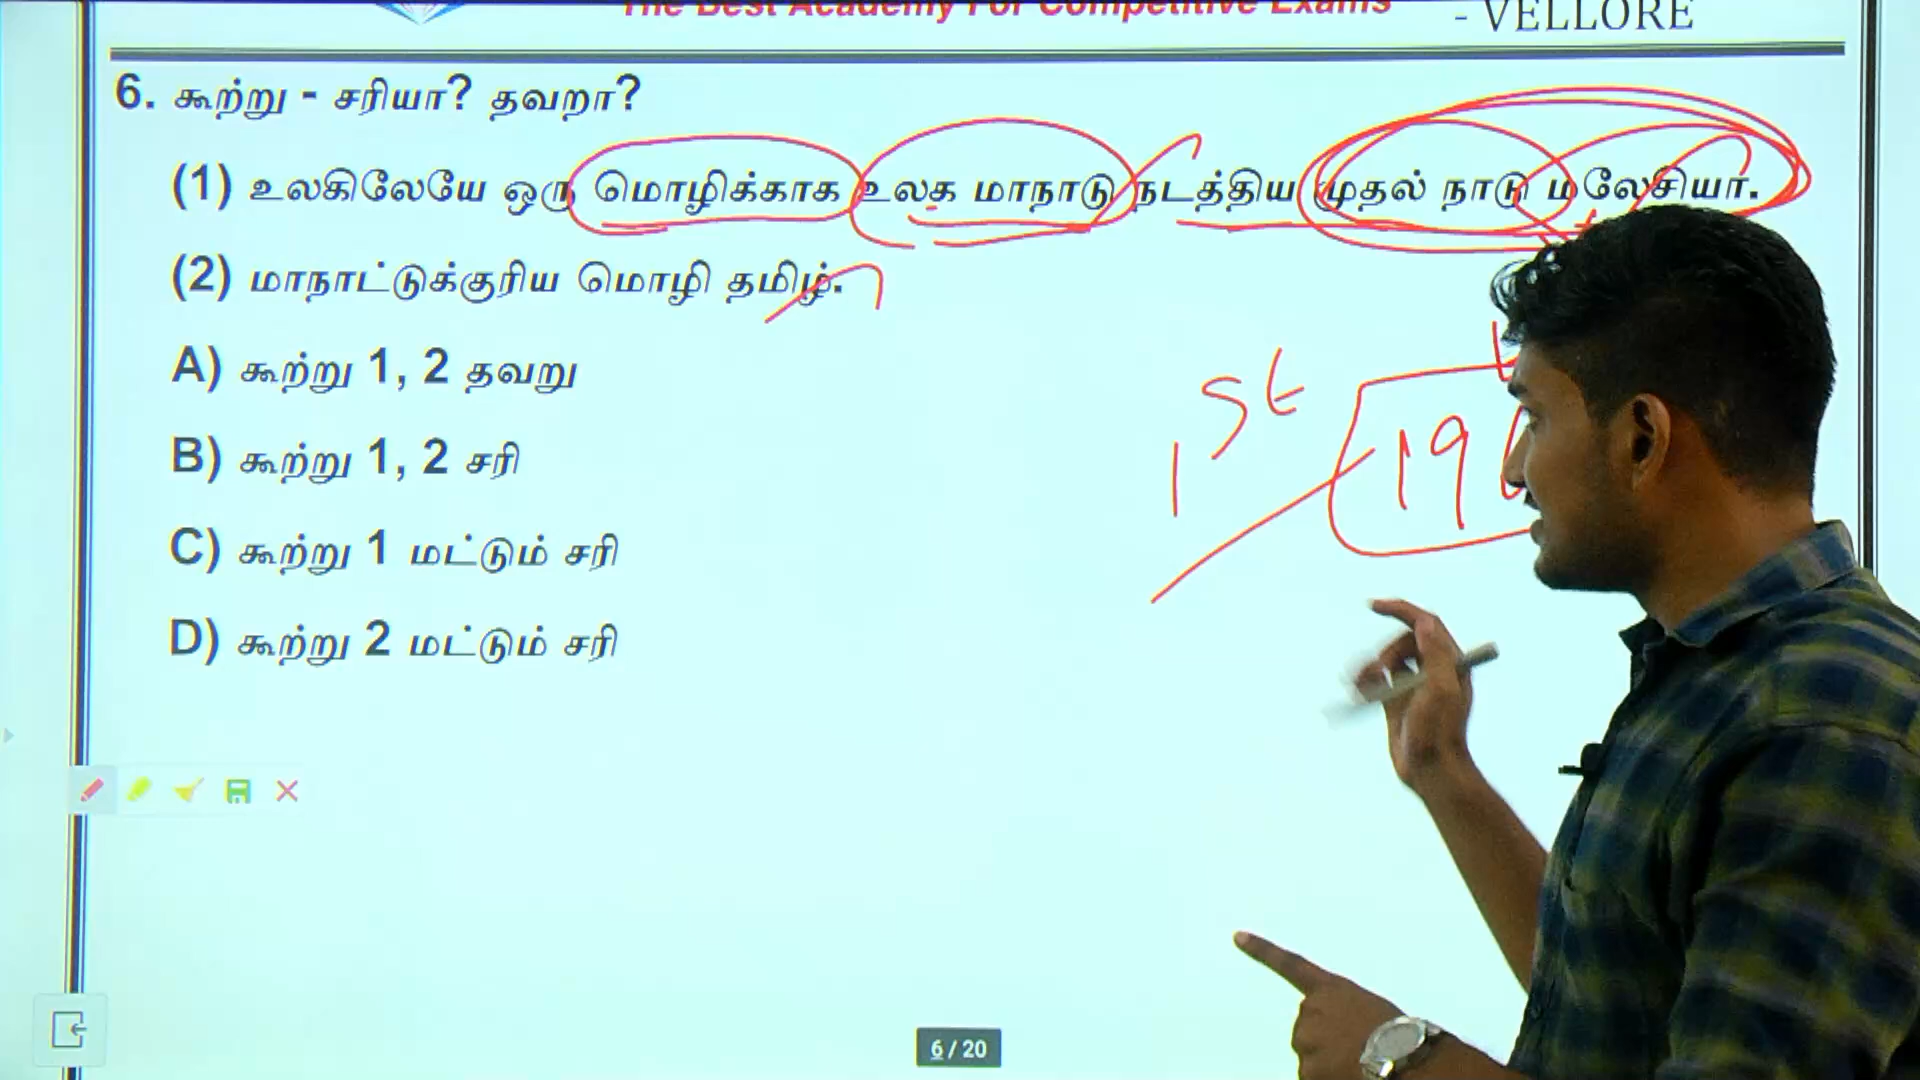 The Best Academy For Competitive Exams
- VELLORE
6. கூற்று - சரியா? தவறா?
(1) உலகிலேயே ஒரு மொழிக்காக உலக மாநாடு நடத்திய முதல் நாடு மலேசியா.
(2) மாநாட்டுக்குரிய மொழி தமிழ்.
A) கூற்று 1, 2 தவறு
B) கூற்று 1, 2 சரி
C) கூற்று 1 மட்டும் சரி
D) கூற்று 2 மட்டும் சரி
1st
19
6 / 20